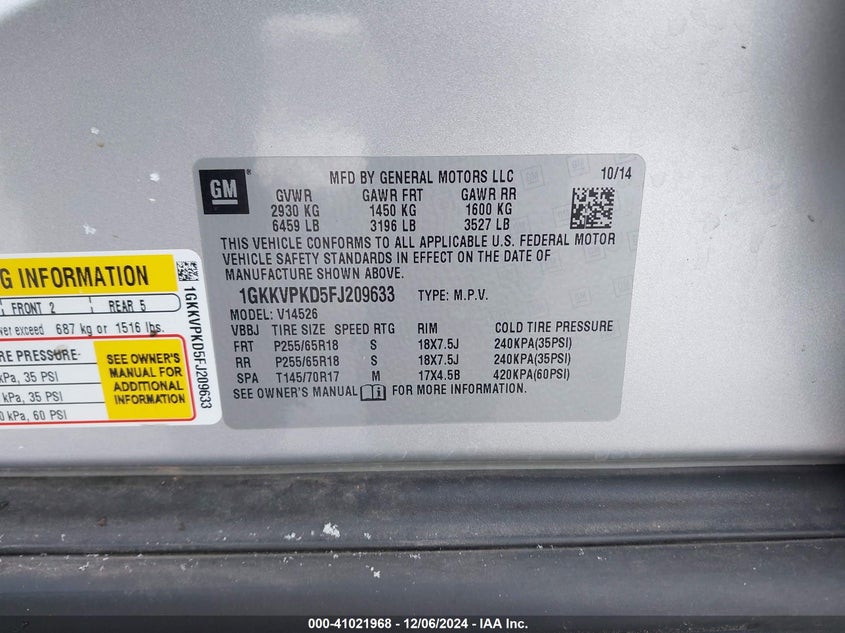 GM ®
MFD BY GENERAL MOTORS LLC 10/14
GVWR GAWR FRT GAWR RR
2930 KG 1450 KG 1600 KG
6459 LB 3196 LB 3527 LB
THIS VEHICLE CONFORMS TO ALL APPLICABLE U.S. FEDERAL MOTOR
VEHICLE SAFETY STANDARDS IN EFFECT ON THE DATE OF
MANUFACTURE SHOWN ABOVE.
1GKKVPKD5FJ209633 TYPE: M.P.V.
MODEL: V14526
VBBJ TIRE SIZE SPEED RTG RIM COLD TIRE PRESSURE
FRT P255/65R18 S 18X7.5J 240KPA(35PSI)
RR P255/65R18 S 18X7.5J 240KPA(35PSI)
SPA T145/70R17 M 17X4.5B 420KPA(60PSI)
SEE OWNER'S MANUAL FOR MORE INFORMATION.
G INFORMATION
FRONT 2 REAR 5
exceed 687 kg or 1516 lbs.
RE PRESSURE
kPa, 35 PSI
kPa, 35 PSI
0 kPa, 60 PSI
SEE OWNER'S
MANUAL FOR
ADDITIONAL
INFORMATION
1GKKVPKD5FJ209633
000-41021968 - 12/06/2024 - IAA Inc.